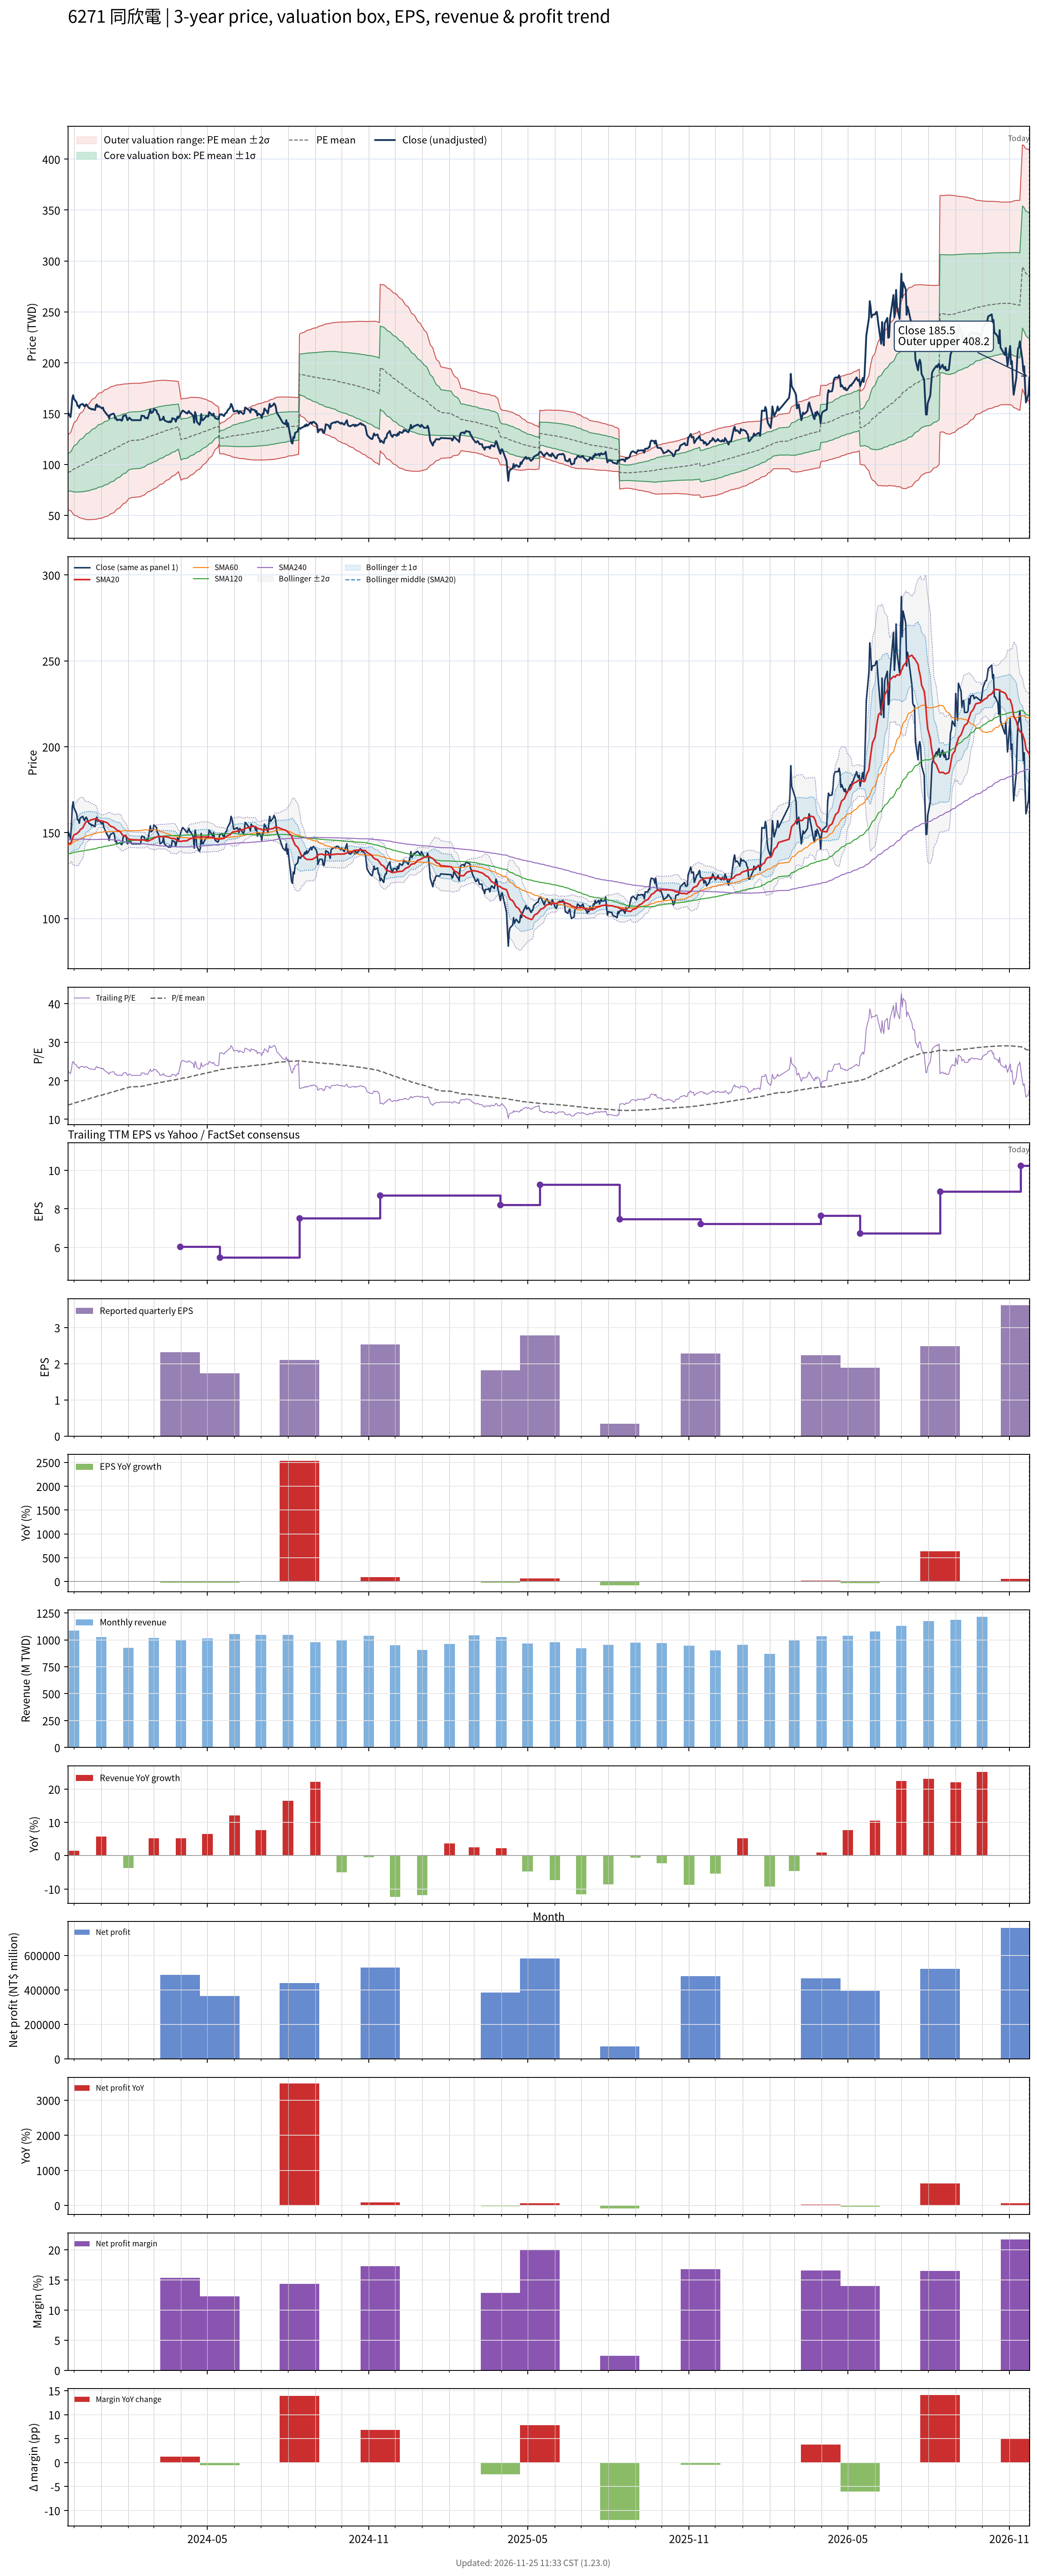 6271 同欣電 | 3-year price, valuation box, EPS, revenue & profit trend
Outer valuation range: PE mean ±2σ
PE mean
Close (unadjusted)
Core valuation box: PE mean ±1σ
Today
400
350
300
250
200
150
100
50
Price (TWD)
Close 185.5
Outer upper 408.2
Close (same as panel 1)
SMA60
SMA240
Bollinger ±1σ
SMA20
SMA120
Bollinger ±2σ
Bollinger middle (SMA20)
300
250
200
150
100
Price
Trailing P/E
P/E mean
40
30
20
10
P/E
Trailing TTM EPS vs Yahoo / FactSet consensus
Today
10
8
6
EPS
Reported quarterly EPS
3
2
1
0
EPS
EPS YoY growth
2500
2000
1500
1000
500
0
YoY (%)
Monthly revenue
1250
1000
750
500
250
0
Revenue (M TWD)
Revenue YoY growth
20
10
0
-10
YoY (%)
Month
Net profit
600000
400000
200000
0
Net profit (NT$ million)
Net profit YoY
3000
2000
1000
0
YoY (%)
Net profit margin
20
15
10
5
0
Margin (%)
Margin YoY change
15
10
5
0
-5
-10
Δ margin (pp)
2024-05
2024-11
2025-05
2025-11
2026-05
2026-11
Updated: 2026-11-25 11:33 CST (1.23.0)